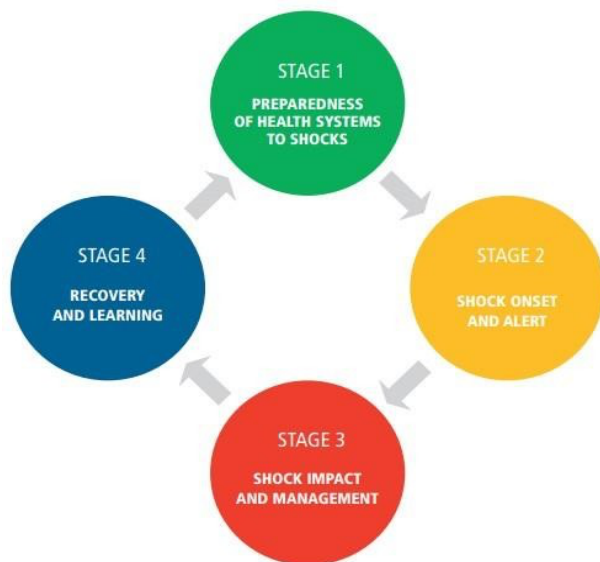 STAGE 1
PREPAREDNESS
OF HEALTH SYSTEMS
TO SHOCKS
STAGE 2
SHOCK ONSET
AND ALERT
STAGE 3
SHOCK IMPACT
AND MANAGEMENT
STAGE 4
RECOVERY
AND LEARNING